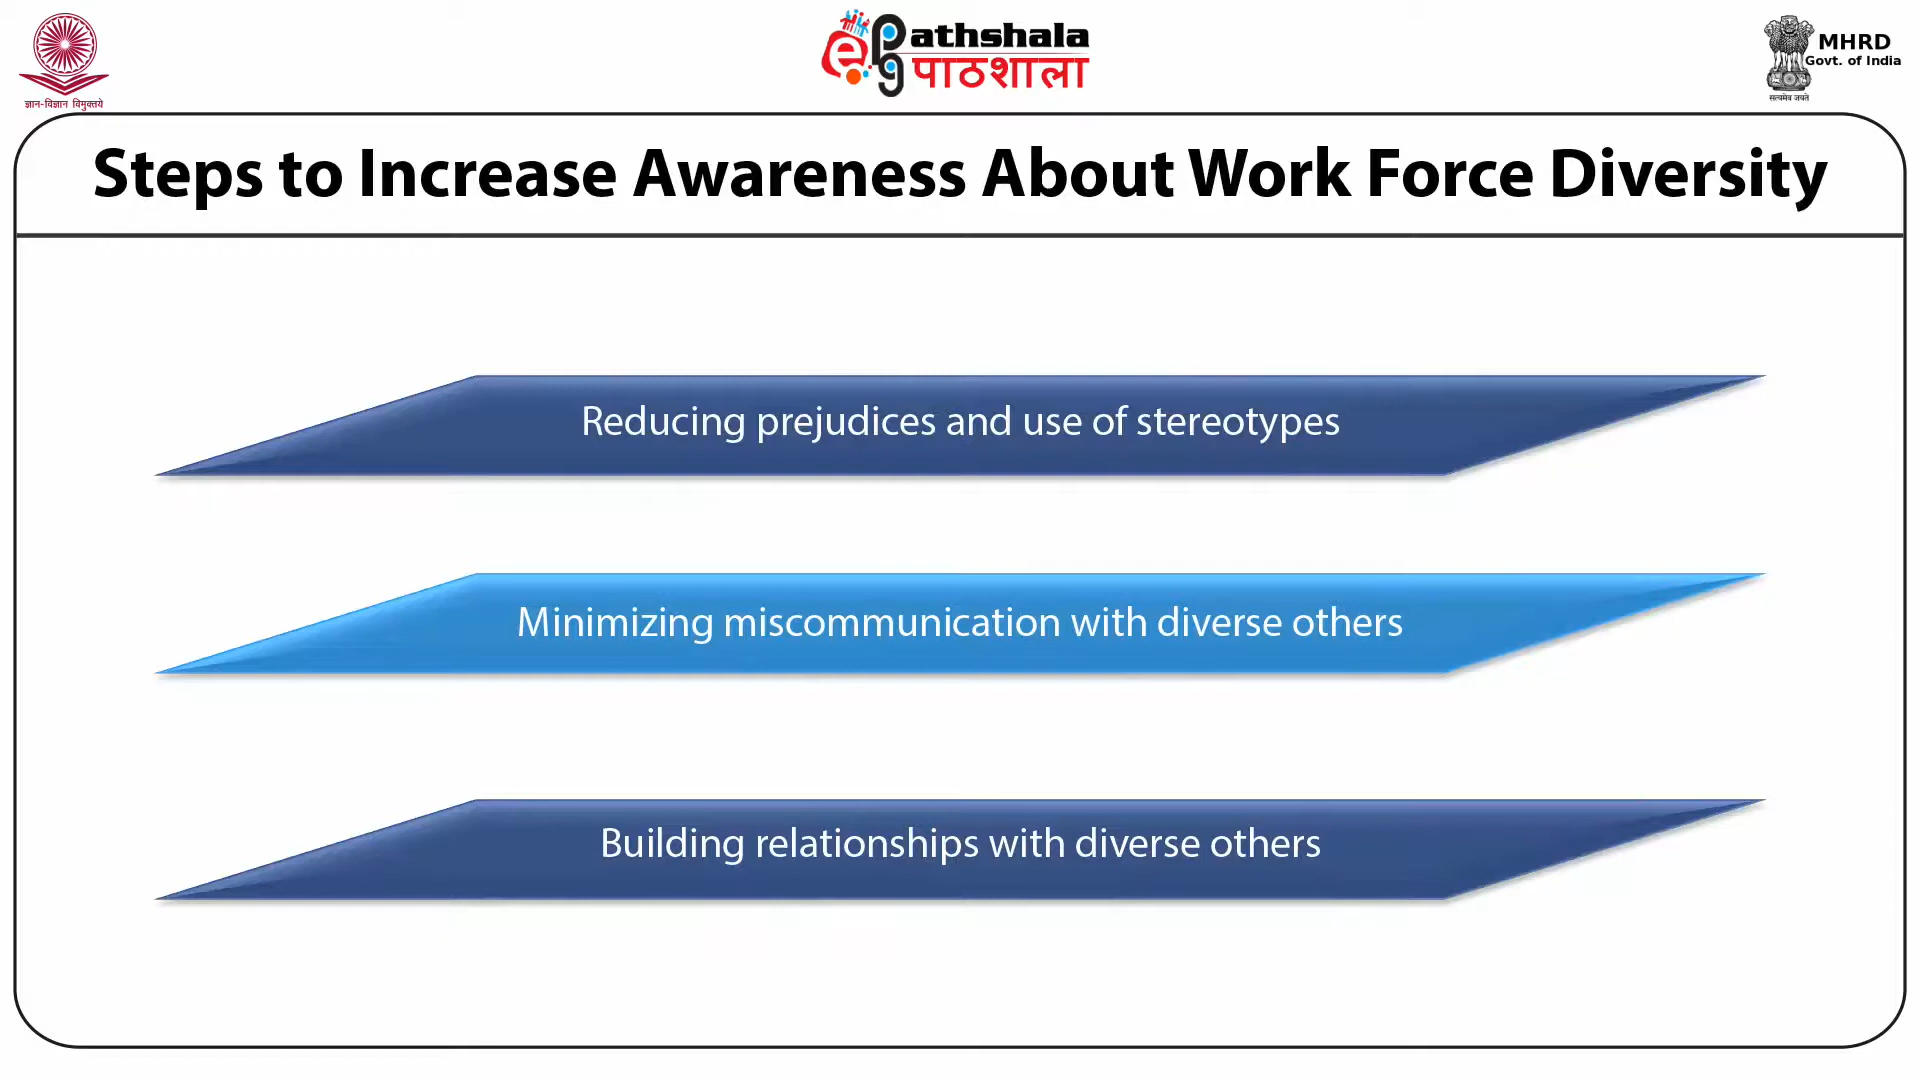 ज्ञान-विज्ञान विमुक्तये
ePathshala
पाठशाला
MHRD
Govt. of India
सत्यमेव जयते
Steps to Increase Awareness About Work Force Diversity
Reducing prejudices and use of stereotypes
Minimizing miscommunication with diverse others
Building relationships with diverse others